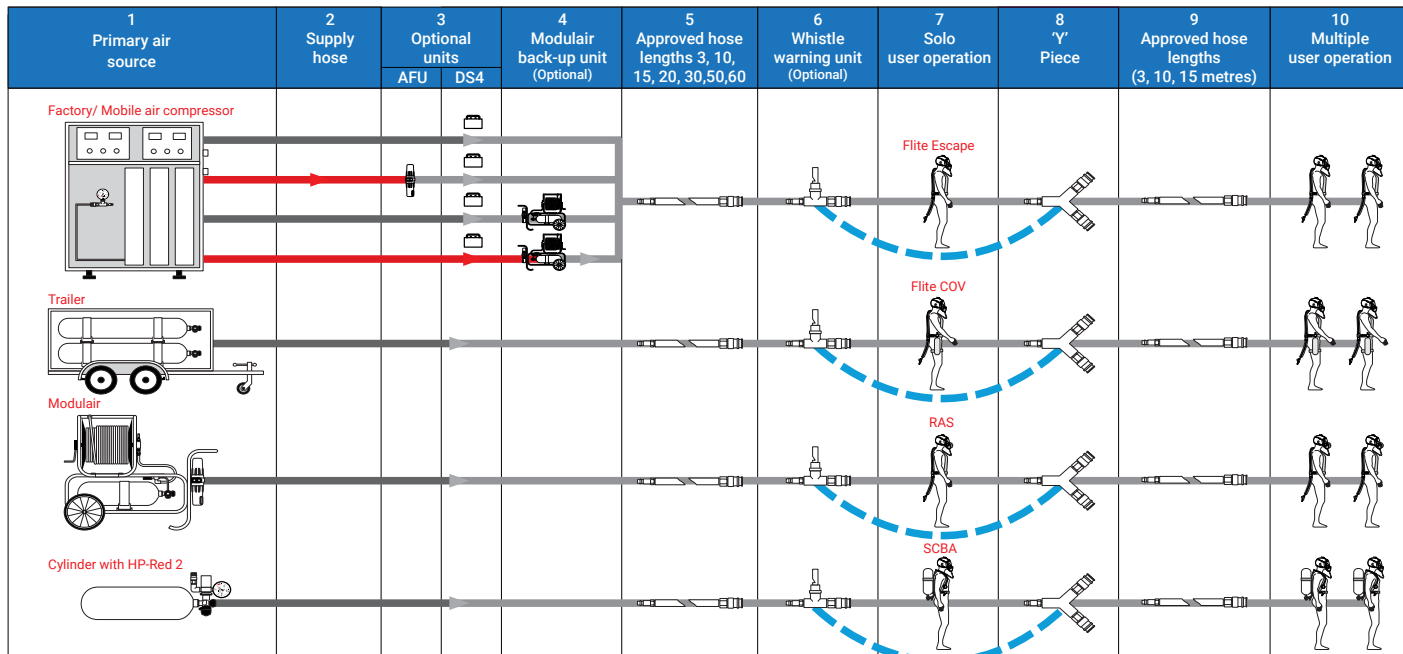 1
Primary air
source
2
Supply
hose
3
Optional
units
AFU
DS4
4
Modulair
back-up unit
(Optional)
5
Approved hose
lengths 3, 10,
15, 20, 30,50,60
6
Whistle
warning unit
(Optional)
7
Solo
user operation
8
‘Y’
Piece
9
Approved hose
lengths
(3, 10, 15 metres)
10
Multiple
user operation
Factory/ Mobile air compressor
Flite Escape
Trailer
Flite COV
Modulair
RAS
Cylinder with HP-Red 2
SCBA